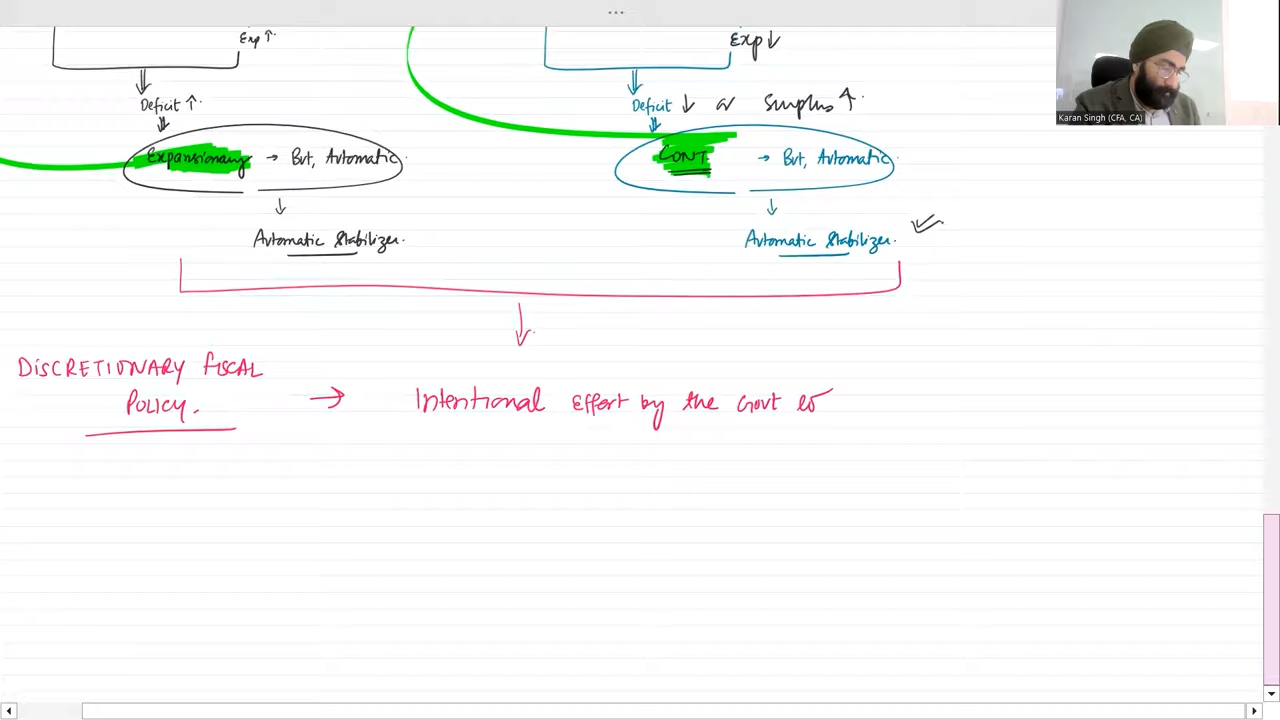 Exp ↑
Exp ↓
Deficit ↑
Deficit ↓ or Surplus ↑
Expansionary → But, Automatic.
CONT. → But, Automatic.
Automatic Stabilizer.
Automatic Stabilizer.
DISCRETIONARY FISCAL
POLICY. → Intentional Effort by the Govt
Karan Singh (CFA, CA)